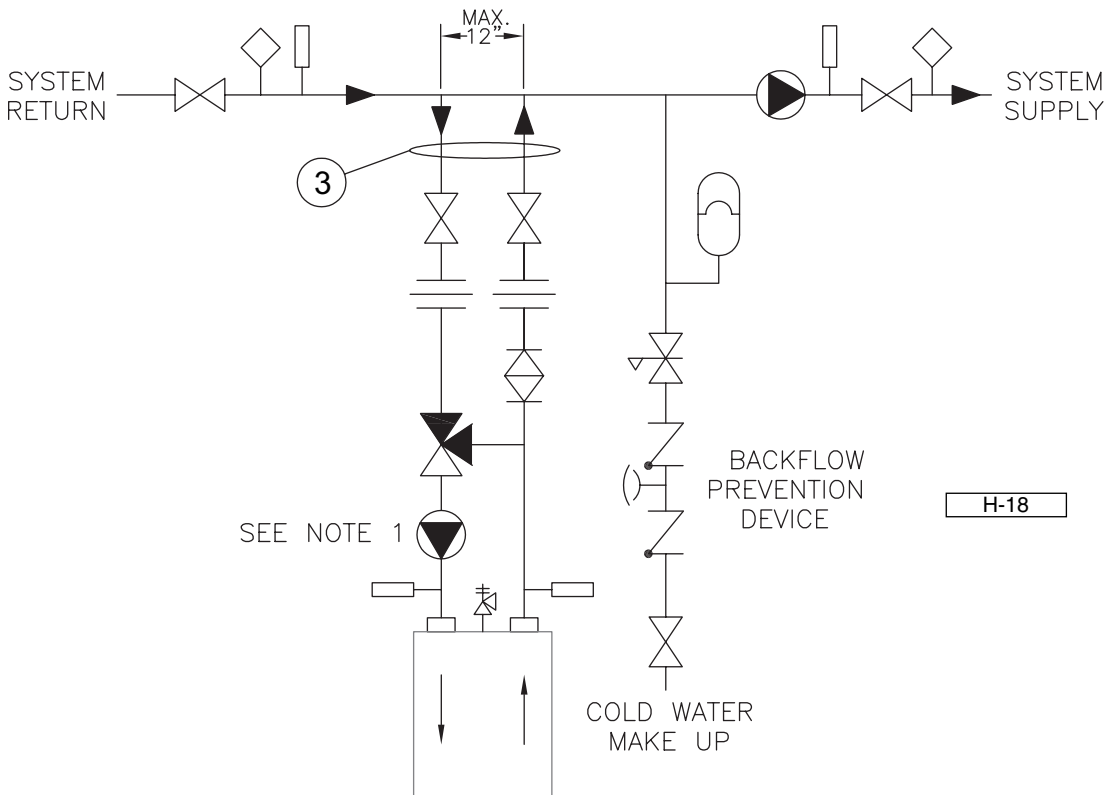 MAX.
12"
SYSTEM
RETURN
SYSTEM
SUPPLY
3
BACKFLOW
PREVENTION
DEVICE
H-18
SEE NOTE 1
COLD WATER
MAKE UP